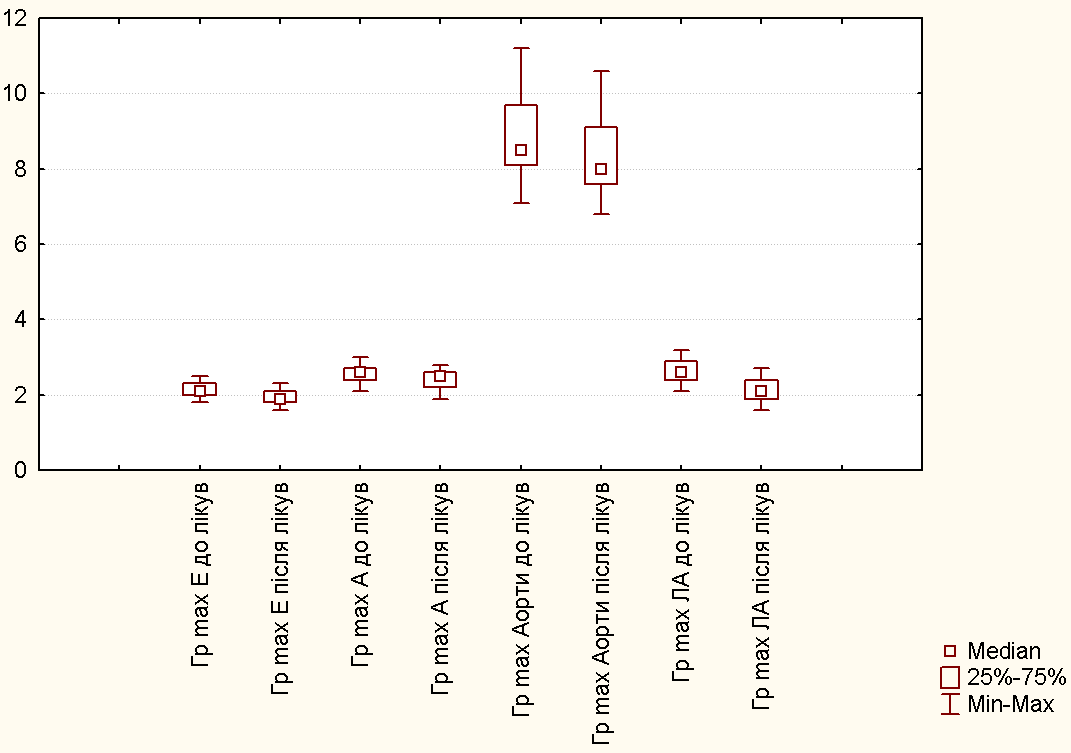 12
10
8
6
4
2
0
Гр max Е до лікув
Гр max Е після лікув
Гр max А до лікув
Гр max А після лікув
Гр max Аорти до лікув
Гр max Аорти після лікув
Гр max ЛА до лікув
Гр max ЛА після лікув
Median
25%-75%
Min-Max